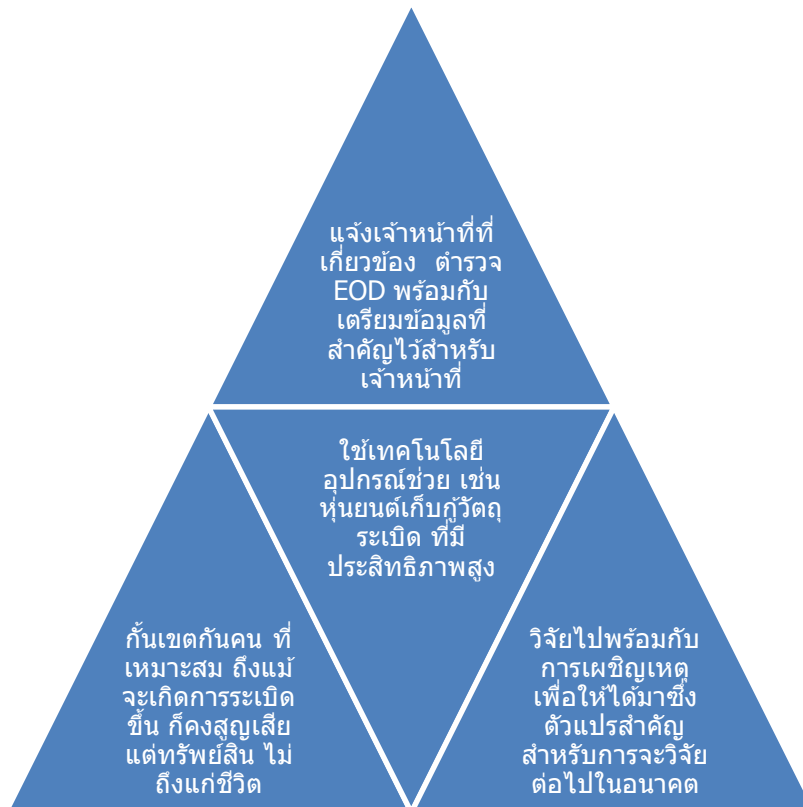 แจ้งเจ้าหน้าที่ที่
เกี่ยวข้อง ตำรวจ
EOD พร้อมกับ
เตรียมข้อมูลที่
สำคัญไว้สำหรับ
เจ้าหน้าที่
ใช้เทคโนโลยี
อุปกรณ์ช่วย เช่น
หุ่นยนต์เก็บกู้วัตถุ
ระเบิด ที่มี
ประสิทธิภาพสูง
กั้นเขตกันคน ที่
เหมาะสม ถึงแม้
จะเกิดการระเบิด
ขึ้น ก็คงสูญเสีย
แต่ทรัพย์สิน ไม่
ถึงแก่ชีวิต
วิจัยไปพร้อมกับ
การเผชิญเหตุ
เพื่อให้ได้มาซึ่ง
ตัวแปรสำคัญ
สำหรับการจะวิจัย
ต่อไปในอนาคต